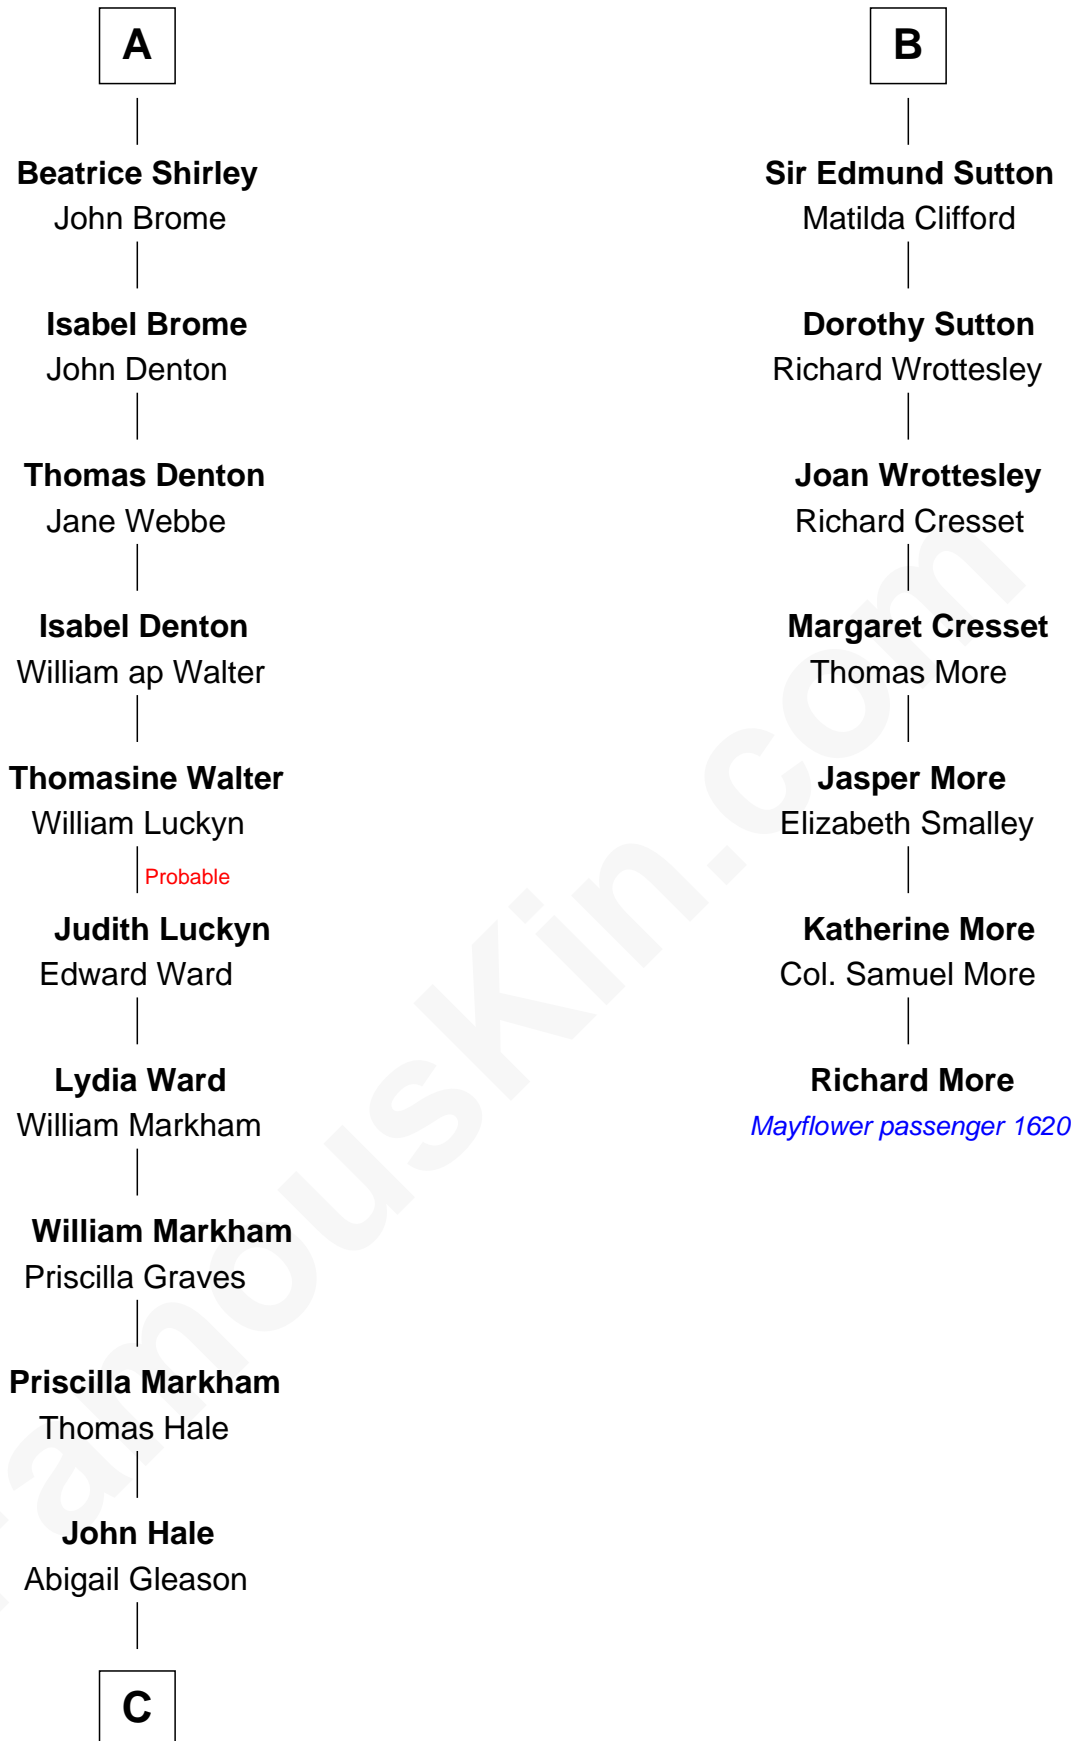 A
Beatrice Shirley
John Brome
Isabel Brome
John Denton
Thomas Denton
Jane Webbe
Isabel Denton
William ap Walter
Thomasine Walter
William Luckyn
Probable
Judith Luckyn
Edward Ward
Lydia Ward
William Markham
William Markham
Priscilla Graves
Priscilla Markham
Thomas Hale
John Hale
Abigail Gleason
C
B
Sir Edmund Sutton
Matilda Clifford
Dorothy Sutton
Richard Wrottesley
Joan Wrottesley
Richard Cresset
Margaret Cresset
Thomas More
Jasper More
Elizabeth Smalley
Katherine More
Col. Samuel More
Richard More
Mayflower passenger 1620
FamousKin.com